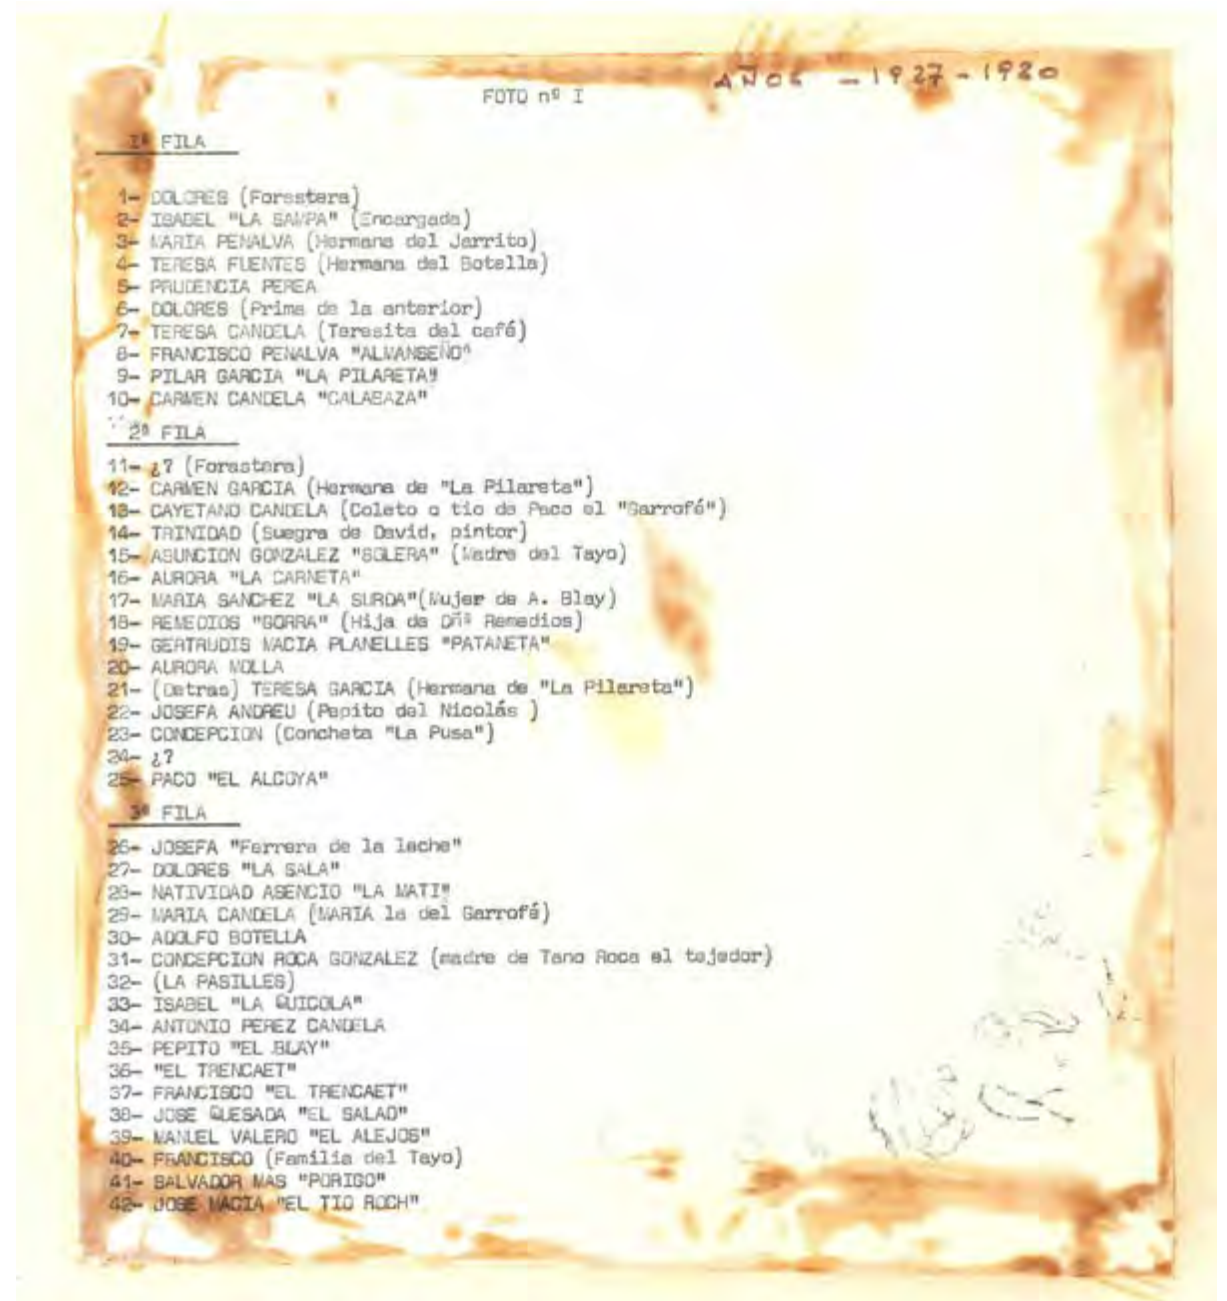 AÑOS - 1927 - 1930
FOTO nº I
Iª FILA
1- DOLORES (Forastera)
2- ISABEL "LA SAMPA" (Encargada)
3- MARIA PENALVA (Hermana del Jarrito)
4- TERESA FUENTES (Hermana del Botella)
5- PRUDENCIA PEREA
6- DOLORES (Prima de la anterior)
7- TERESA CANDELA (Teresita del café)
8- FRANCISCO PENALVA "ALMANSEÑO"
9- PILAR GARCIA "LA PILARETA"
10- CARMEN CANDELA "CALABAZA"
2ª FILA
11- ¿? (Forastera)
12- CARMEN GARCIA (Hermana de "La Pilareta")
13- CAYETANO CANDELA (Coleto o tio de Paco el "Garrofé")
14- TRINIDAD (Suegra de David, pintor)
15- ASUNCION GONZALEZ "BOLERA" (Madre del Tayo)
16- AURORA "LA CARNETA"
17- MARIA SANCHEZ "LA SURDA"(Mujer de A. Blay)
18- REMEDIOS "GORRA" (Hija de Dñª Remedios)
19- GERTRUDIS MACIA PLANELLES "PATANETA"
20- AURORA MOLLA
21- (Detras) TERESA GARCIA (Hermana de "La Pilareta")
22- JOSEFA ANDREU (Pepito del Nicolás )
23- CONCEPCION (Concheta "La Pusa")
24- ¿?
25- PACO "EL ALCOYA"
3ª FILA
26- JOSEFA "Ferrera de la leche"
27- DOLORES "LA SALA"
28- NATIVIDAD ASENCIO "LA MATI"
29- MARIA CANDELA (MARIA la del Garrofé)
30- ADOLFO BOTELLA
31- CONCEPCION ROCA GONZALEZ (madre de Tano Roca el tejedor)
32- (LA PASILLES)
33- ISABEL "LA QUICOLA"
34- ANTONIO PEREZ CANDELA
35- PEPITO "EL BLAY"
36- "EL TRENCAET"
37- FRANCISCO "EL TRENCAET"
38- JOSE QUESADA "EL SALAO"
39- MANUEL VALERO "EL ALEJOS"
40- FRANCISCO (Familia del Tayo)
41- SALVADOR MAS "PORIGO"
42- JOSE MACIA "EL TIO ROCH"